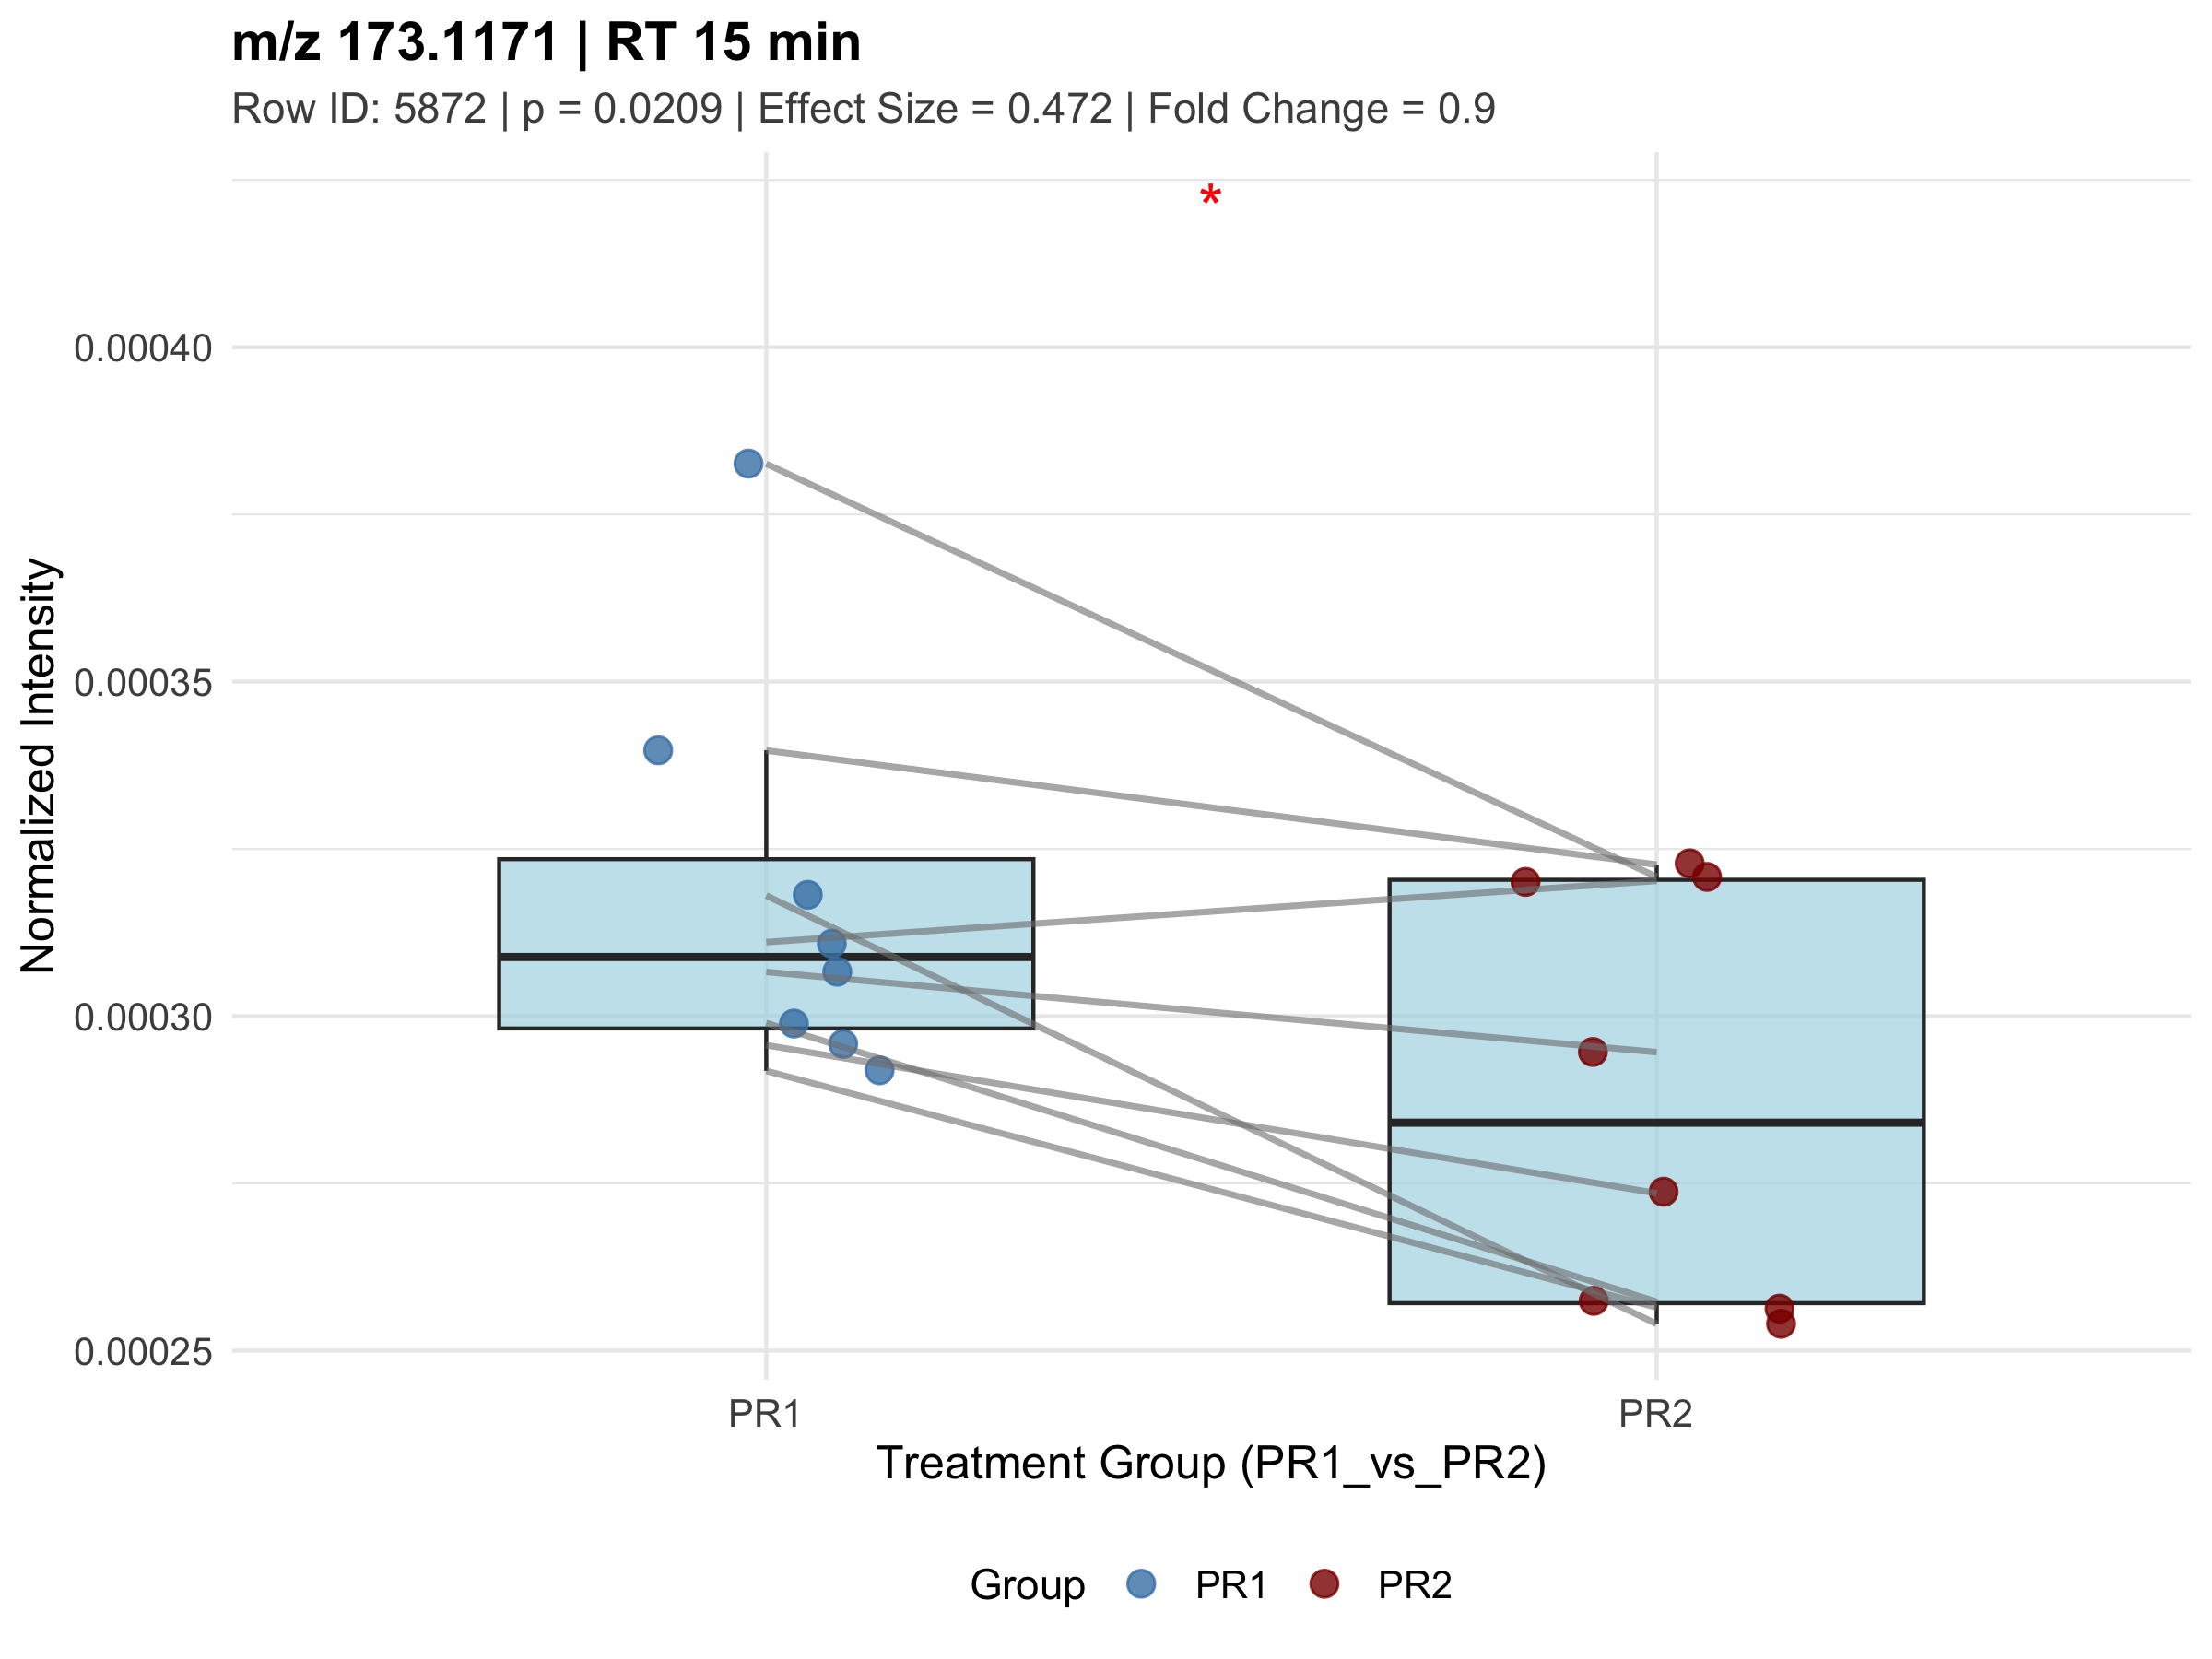 m/z 173.1171 | RT 15 min
Row ID: 5872 | p = 0.0209 | Effect Size = 0.472 | Fold Change = 0.9
*
Normalized Intensity
0.00040
0.00035
0.00030
0.00025
PR1 PR2
Treatment Group (PR1_vs_PR2)
Group PR1 PR2